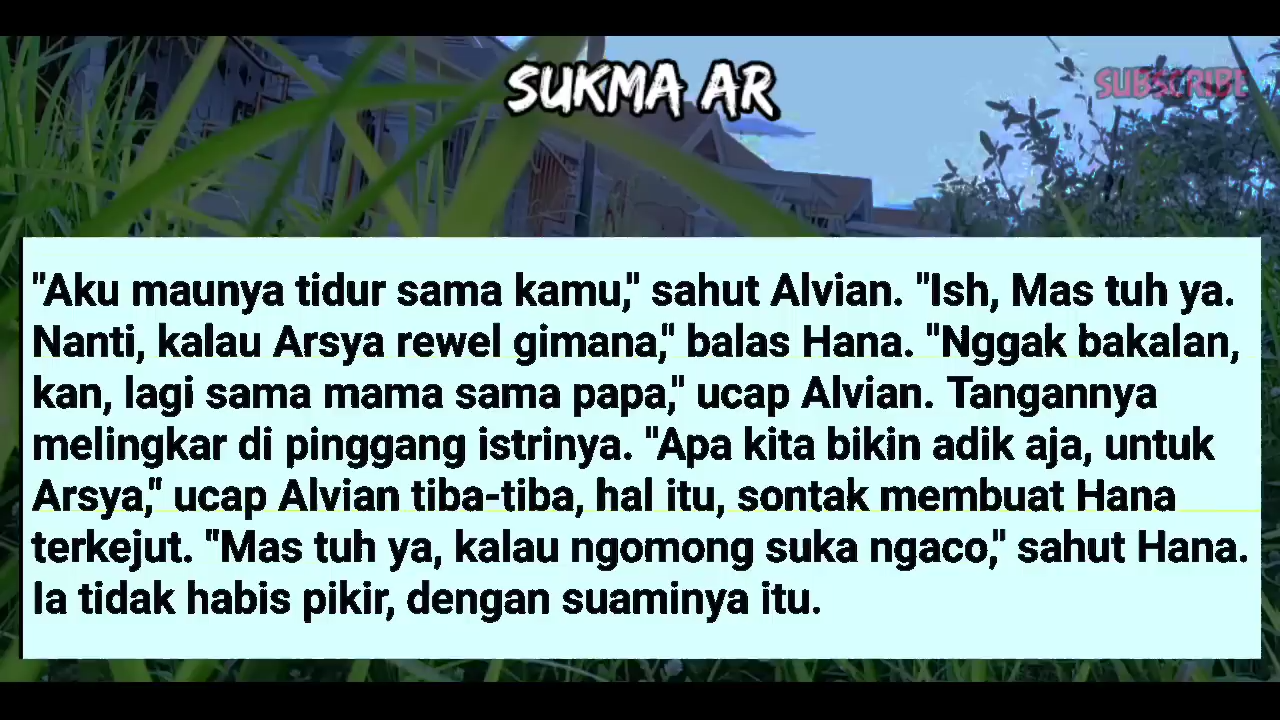 SUKMA AR
SUBSCRIBE
"Aku maunya tidur sama kamu," sahut Alvian. "Ish, Mas tuh ya.
Nanti, kalau Arsya rewel gimana," balas Hana. "Nggak bakalan,
kan, lagi sama mama sama papa," ucap Alvian. Tangannya
melingkar di pinggang istrinya. "Apa kita bikin adik aja, untuk
Arsya," ucap Alvian tiba-tiba, hal itu, sontak membuat Hana
terkejut. "Mas tuh ya, kalau ngomong suka ngaco," sahut Hana.
Ia tidak habis pikir, dengan suaminya itu.